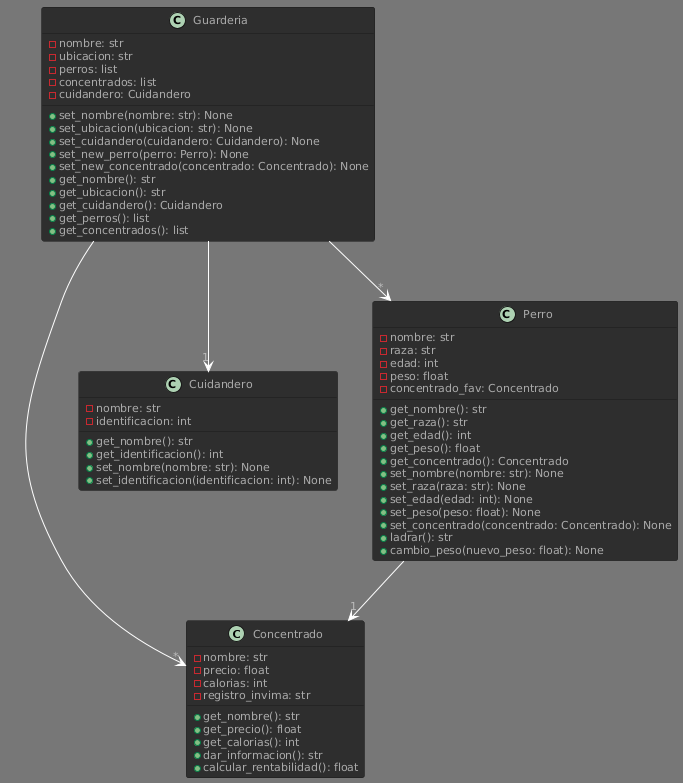 C Guarderia
nombre: str
ubicacion: str
perros: list
concentrados: list
cuidandero: Cuidandero
set_nombre(nombre: str): None
set_ubicacion(ubicacion: str): None
set_cuidandero(cuidandero: Cuidandero): None
set_new_perro(perro: Perro): None
set_new_concentrado(concentrado: Concentrado): None
get_nombre(): str
get_ubicacion(): str
get_cuidandero(): Cuidandero
get_perros(): list
get_concentrados(): list
*
C Perro
nombre: str
raza: str
edad: int
peso: float
concentrado_fav: Concentrado
get_nombre(): str
get_raza(): str
get_edad(): int
get_peso(): float
get_concentrado(): Concentrado
set_nombre(nombre: str): None
set_raza(raza: str): None
set_edad(edad: int): None
set_peso(peso: float): None
set_concentrado(concentrado: Concentrado): None
ladrar(): str
cambio_peso(nuevo_peso: float): None
1
C Cuidandero
nombre: str
identificacion: int
get_nombre(): str
get_identificacion(): int
set_nombre(nombre: str): None
set_identificacion(identificacion: int): None
1
*
C Concentrado
nombre: str
precio: float
calorias: int
registro_invima: str
get_nombre(): str
get_precio(): float
get_calorias(): int
dar_informacion(): str
calcular_rentabilidad(): float